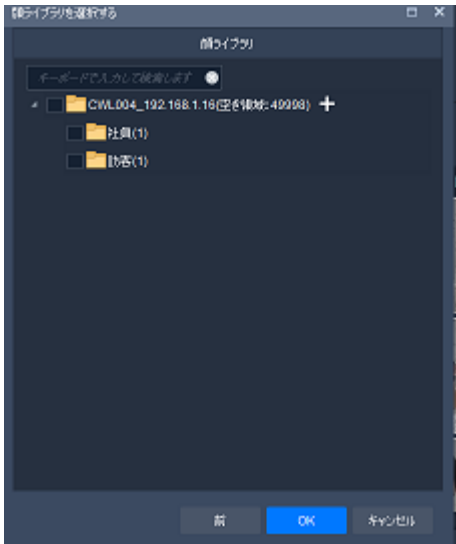 顔ライブラリを選択する
顔ライブラリ
キーボードで入力して検索します
CWL004_192.168.1.16(空き領域: 49998)
社員(1)
訪客(1)
前
OK
キャンセル